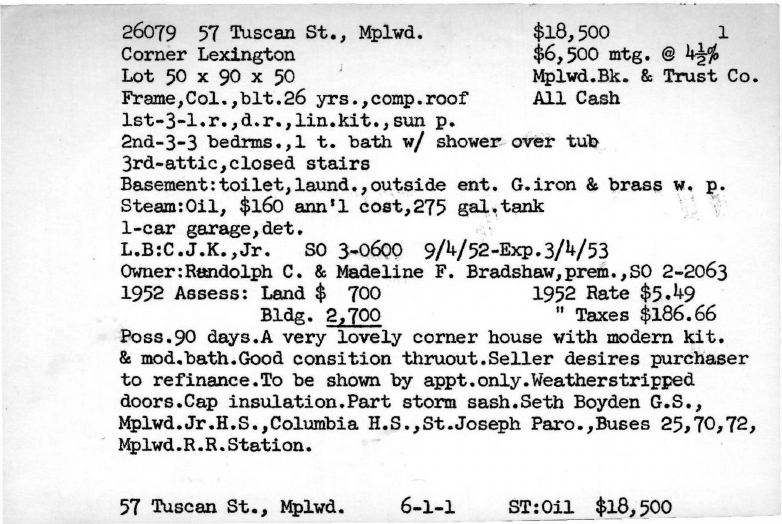 26079 57 Tuscan St., Mplwd. $18,500 1
Corner Lexington $6,500 mtg. @ 4½%
Lot 50 x 90 x 50 Mplwd.Bk. & Trust Co.
Frame,Col.,blt.26 yrs.,comp.roof All Cash
1st-3-l.r.,d.r.,lin.kit.,sun p.
2nd-3-3 bedrms.,1 t. bath w/ shower over tub
3rd-attic,closed stairs
Basement:toilet,laund.,outside ent. G.iron & brass w. p.
Steam:Oil, $160 ann'l cost,275 gal.tank
1-car garage,det.
L.B:C.J.K.,Jr. SO 3-0600 9/4/52-Exp.3/4/53
Owner:Randolph C. & Madeline F. Bradshaw,prem.,SO 2-2063
1952 Assess: Land $ 700 1952 Rate $5.49
Bldg. 2,700 " Taxes $186.66
Poss.90 days.A very lovely corner house with modern kit.
& mod.bath.Good consition thruout.Seller desires purchaser
to refinance.To be shown by appt.only.Weatherstripped
doors.Cap insulation.Part storm sash.Seth Boyden G.S.,
Mplwd.Jr.H.S.,Columbia H.S.,St.Joseph Paro.,Buses 25,70,72,
Mplwd.R.R.Station.
57 Tuscan St., Mplwd. 6-1-1 ST:Oil $18,500